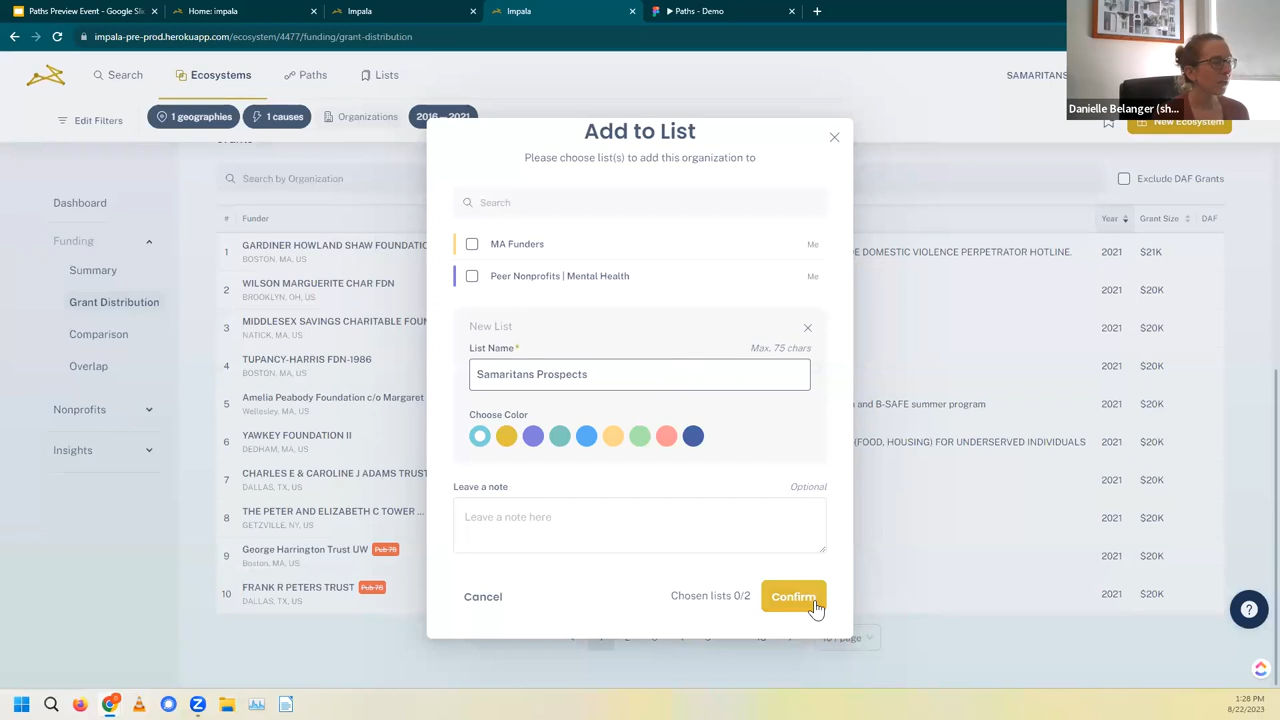 Paths Preview Event - Google Slid
Home: impala
Impala
Impala
Paths - Demo
impala-pre-prod.herokuapp.com/ecosystem/4477/funding/grant-distribution
Search
Ecosystems
Paths
Lists
SAMARITANS
Danielle Belanger (sh...
Edit Filters
1 geographies
1 causes
Organizations
2016 — 2021
New Ecosystem
Add to List
Please choose list(s) to add this organization to
Search
MA Funders
Me
Peer Nonprofits | Mental Health
Me
New List
List Name*
Max. 75 chars
Samaritans Prospects
Choose Color
Leave a note
Optional
Leave a note here
Cancel
Chosen lists 0/2
Confirm
Dashboard
Funding
Summary
Grant Distribution
Comparison
Overlap
Nonprofits
Insights
Search by Organization
Exclude DAF Grants
# Funder Year Grant Size DAF
1 GARDINER HOWLAND SHAW FOUNDATIO DOMESTIC VIOLENCE PERPETRATOR HOTLINE. 2021 $21K
BOSTON, MA, US
2 WILSON MARGUERITE CHAR FDN 2021 $20K
BROOKLYN, OH, US
3 MIDDLESEX SAVINGS CHARITABLE FOU 2021 $20K
NATICK, MA, US
4 TUPANCY-HARRIS FDN-1986 2021 $20K
BOSTON, MA, US
5 Amelia Peabody Foundation c/o Margaret and B-SAFE summer program 2021 $20K
Wellesley, MA, US
6 YAWKEY FOUNDATION II (FOOD, HOUSING) FOR UNDERSERVED INDIVIDUALS 2021 $20K
DEDHAM, MA, US
7 CHARLES E & CAROLINE J ADAMS TRUST 2021 $20K
DALLAS, TX, US
8 THE PETER AND ELIZABETH C TOWER ... 2021 $20K
GETZVILLE, NY, US
9 George Harrington Trust UW Pub 78 2021 $20K
Boston, MA, US
10 FRANK R PETERS TRUST Pub 78 2021 $20K
DALLAS, TX, US
1:28 PM
8/22/2023